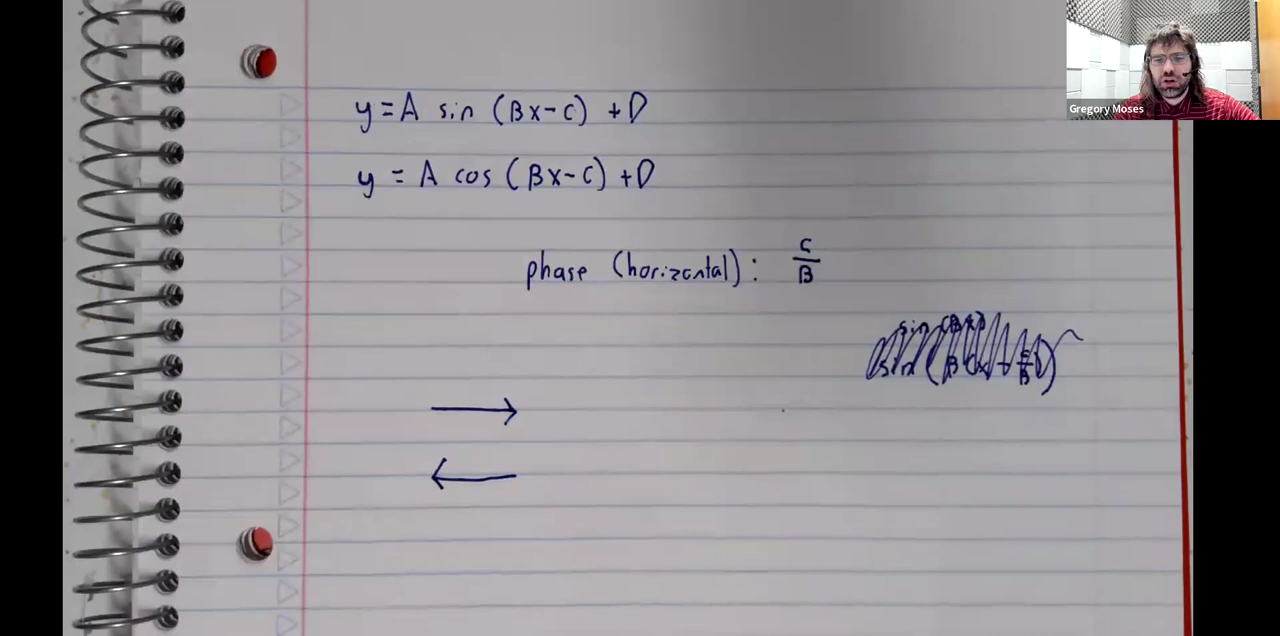 Gregory Moses
y = A sin (Bx - C) + D
y = A cos (Bx - C) + D
phase (horizontal): C/B